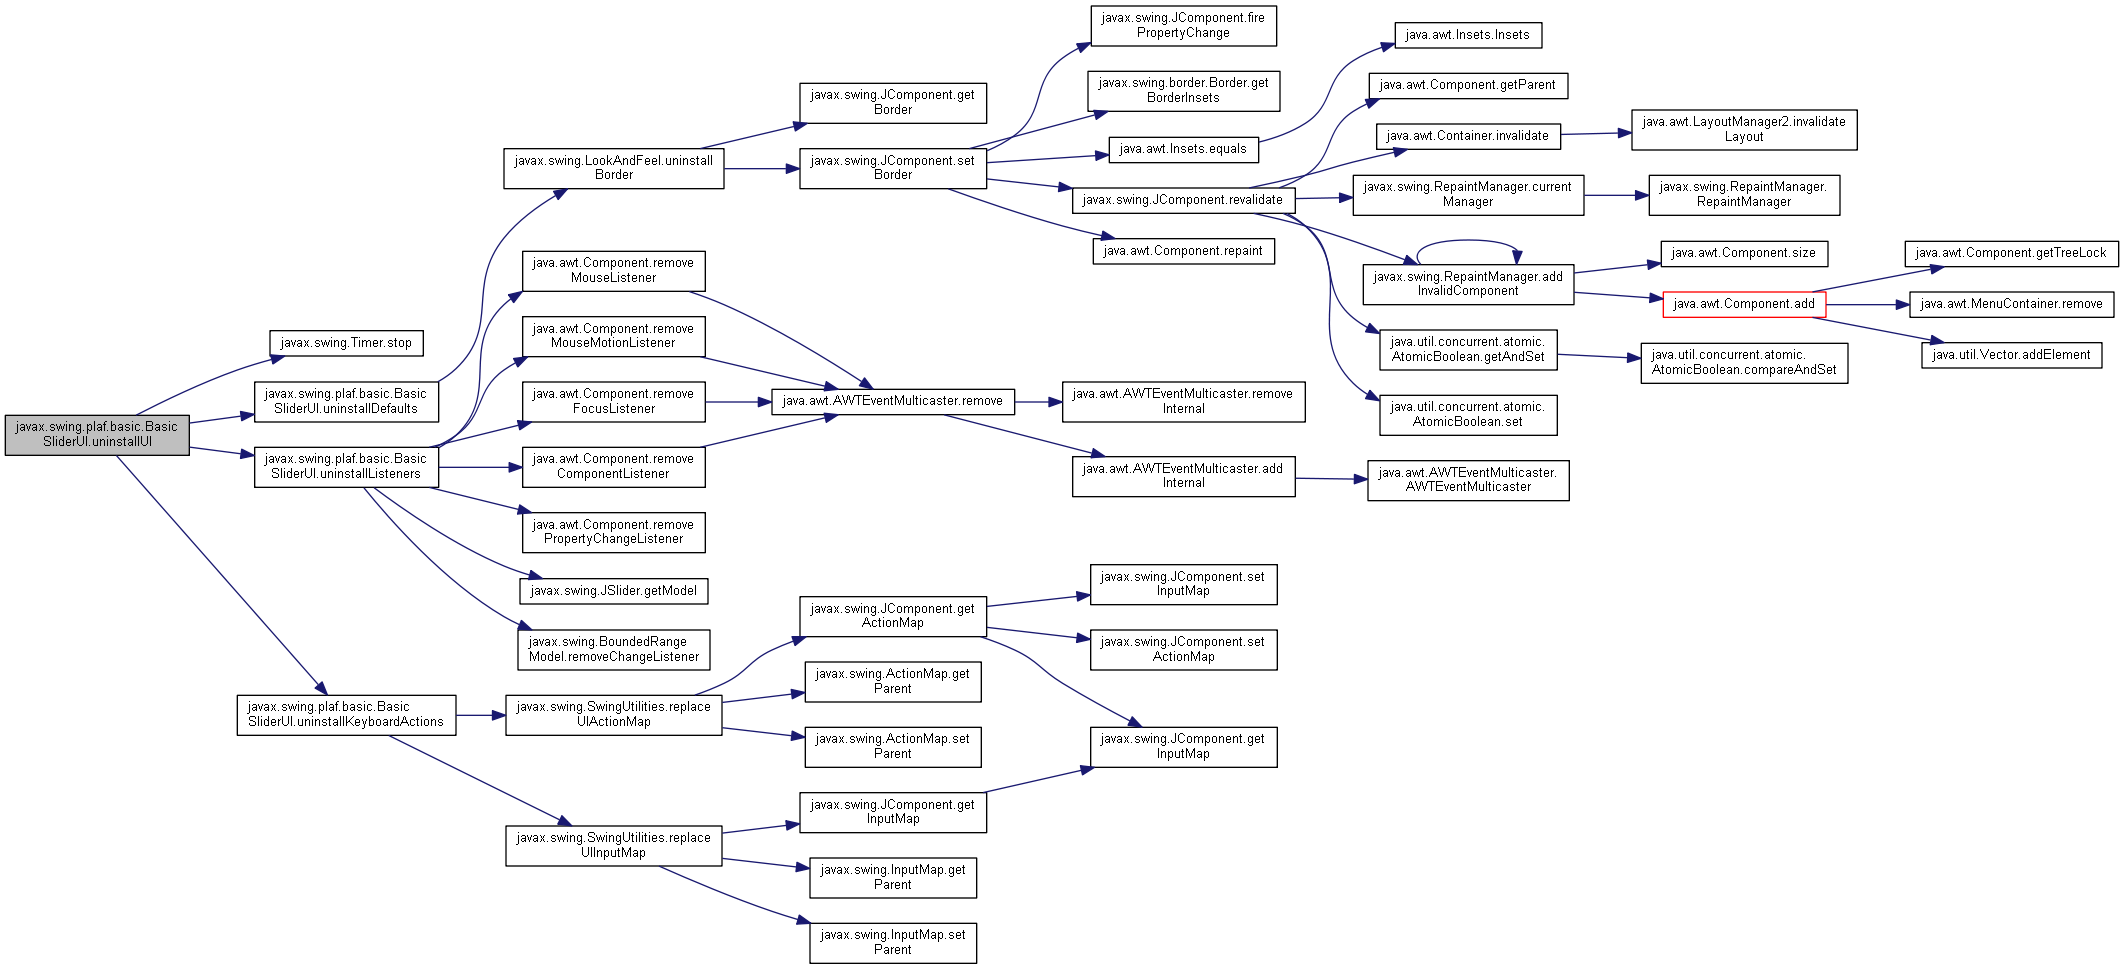 javax.swing.plaf.basic.Basic
SliderUI.uninstallUI
javax.swing.Timer.stop
javax.swing.plaf.basic.Basic
SliderUI.uninstallDefaults
javax.swing.plaf.basic.Basic
SliderUI.uninstallListeners
javax.swing.plaf.basic.Basic
SliderUI.uninstallKeyboardActions
javax.swing.LookAndFeel.uninstall
Border
java.awt.Component.remove
MouseListener
java.awt.Component.remove
MouseMotionListener
java.awt.Component.remove
FocusListener
java.awt.Component.remove
ComponentListener
java.awt.Component.remove
PropertyChangeListener
javax.swing.JSlider.getModel
javax.swing.BoundedRange
Model.removeChangeListener
javax.swing.SwingUtilities.replace
UIActionMap
javax.swing.SwingUtilities.replace
UIInputMap
javax.swing.JComponent.get
Border
javax.swing.JComponent.set
Border
java.awt.AWTEventMulticaster.remove
javax.swing.JComponent.get
ActionMap
javax.swing.ActionMap.get
Parent
javax.swing.ActionMap.set
Parent
javax.swing.JComponent.get
InputMap
javax.swing.InputMap.get
Parent
javax.swing.InputMap.set
Parent
javax.swing.JComponent.fire
PropertyChange
javax.swing.border.Border.get
BorderInsets
java.awt.Insets.equals
javax.swing.JComponent.revalidate
java.awt.Component.repaint
java.awt.AWTEventMulticaster.remove
Internal
java.awt.AWTEventMulticaster.add
Internal
javax.swing.JComponent.set
InputMap
javax.swing.JComponent.set
ActionMap
javax.swing.JComponent.get
InputMap
java.awt.Insets.Insets
java.awt.Component.getParent
java.awt.Container.invalidate
javax.swing.RepaintManager.current
Manager
javax.swing.RepaintManager.add
InvalidComponent
java.util.concurrent.atomic.
AtomicBoolean.getAndSet
java.util.concurrent.atomic.
AtomicBoolean.set
java.awt.AWTEventMulticaster.
AWTEventMulticaster
java.awt.LayoutManager2.invalidate
Layout
javax.swing.RepaintManager.
RepaintManager
java.awt.Component.size
java.awt.Component.add
java.util.concurrent.atomic.
AtomicBoolean.compareAndSet
java.awt.Component.getTreeLock
java.awt.MenuContainer.remove
java.util.Vector.addElement